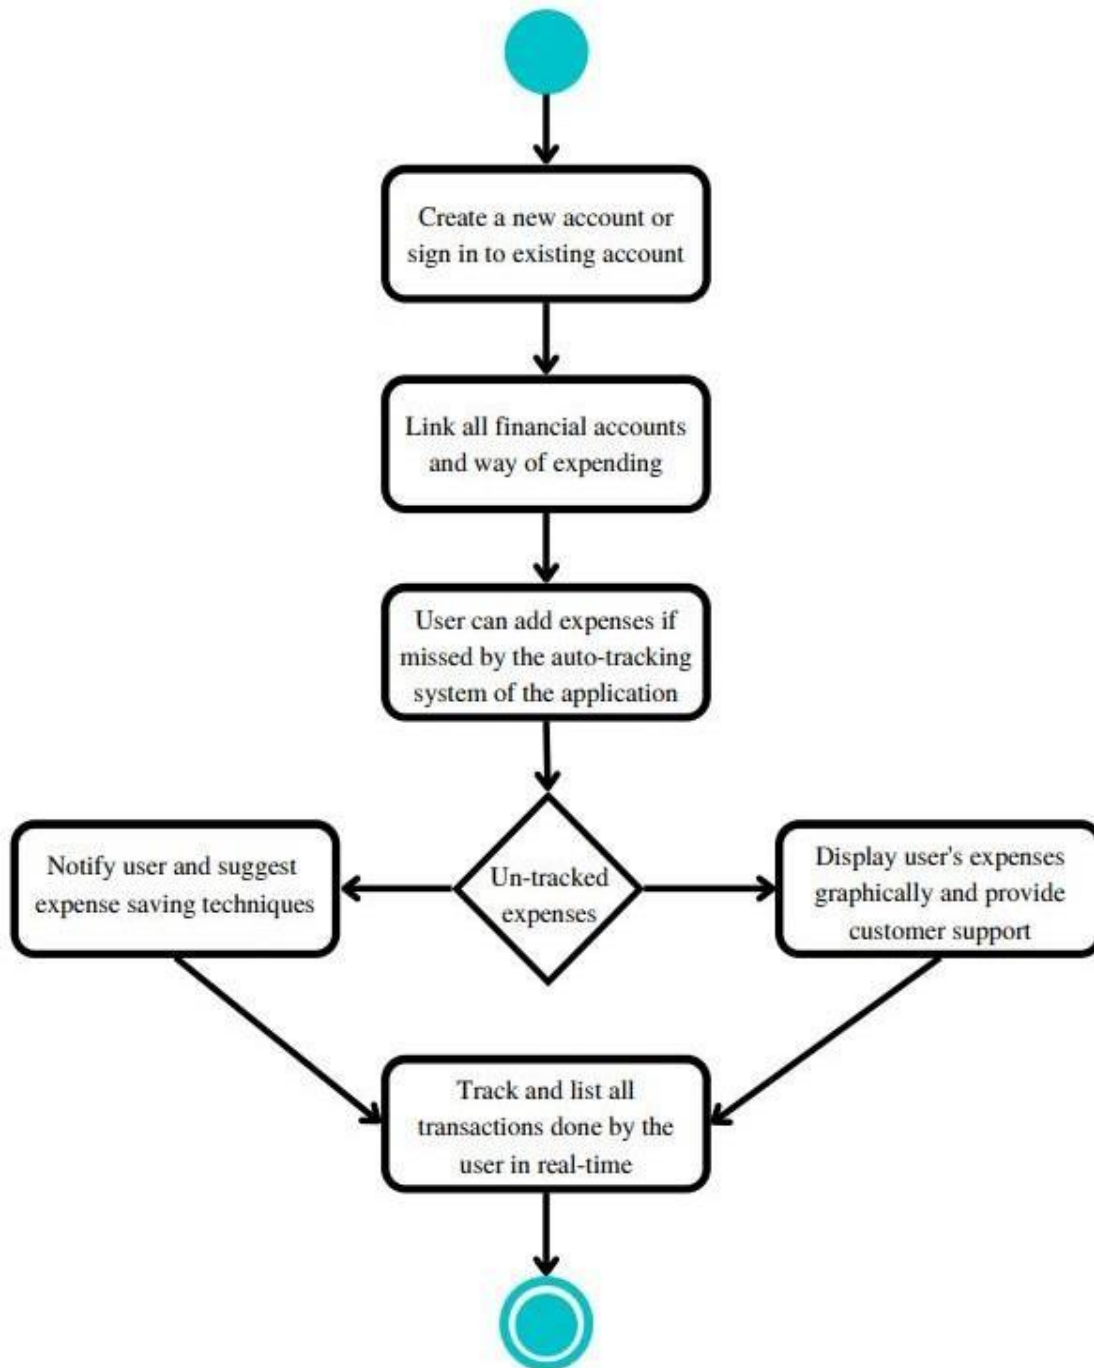 Create a new account or
sign in to existing account
Link all financial accounts
and way of expending
User can add expenses if
missed by the auto-tracking
system of the application
Un-tracked
expenses
Notify user and suggest
expense saving techniques
Display user's expenses
graphically and provide
customer support
Track and list all
transactions done by the
user in real-time